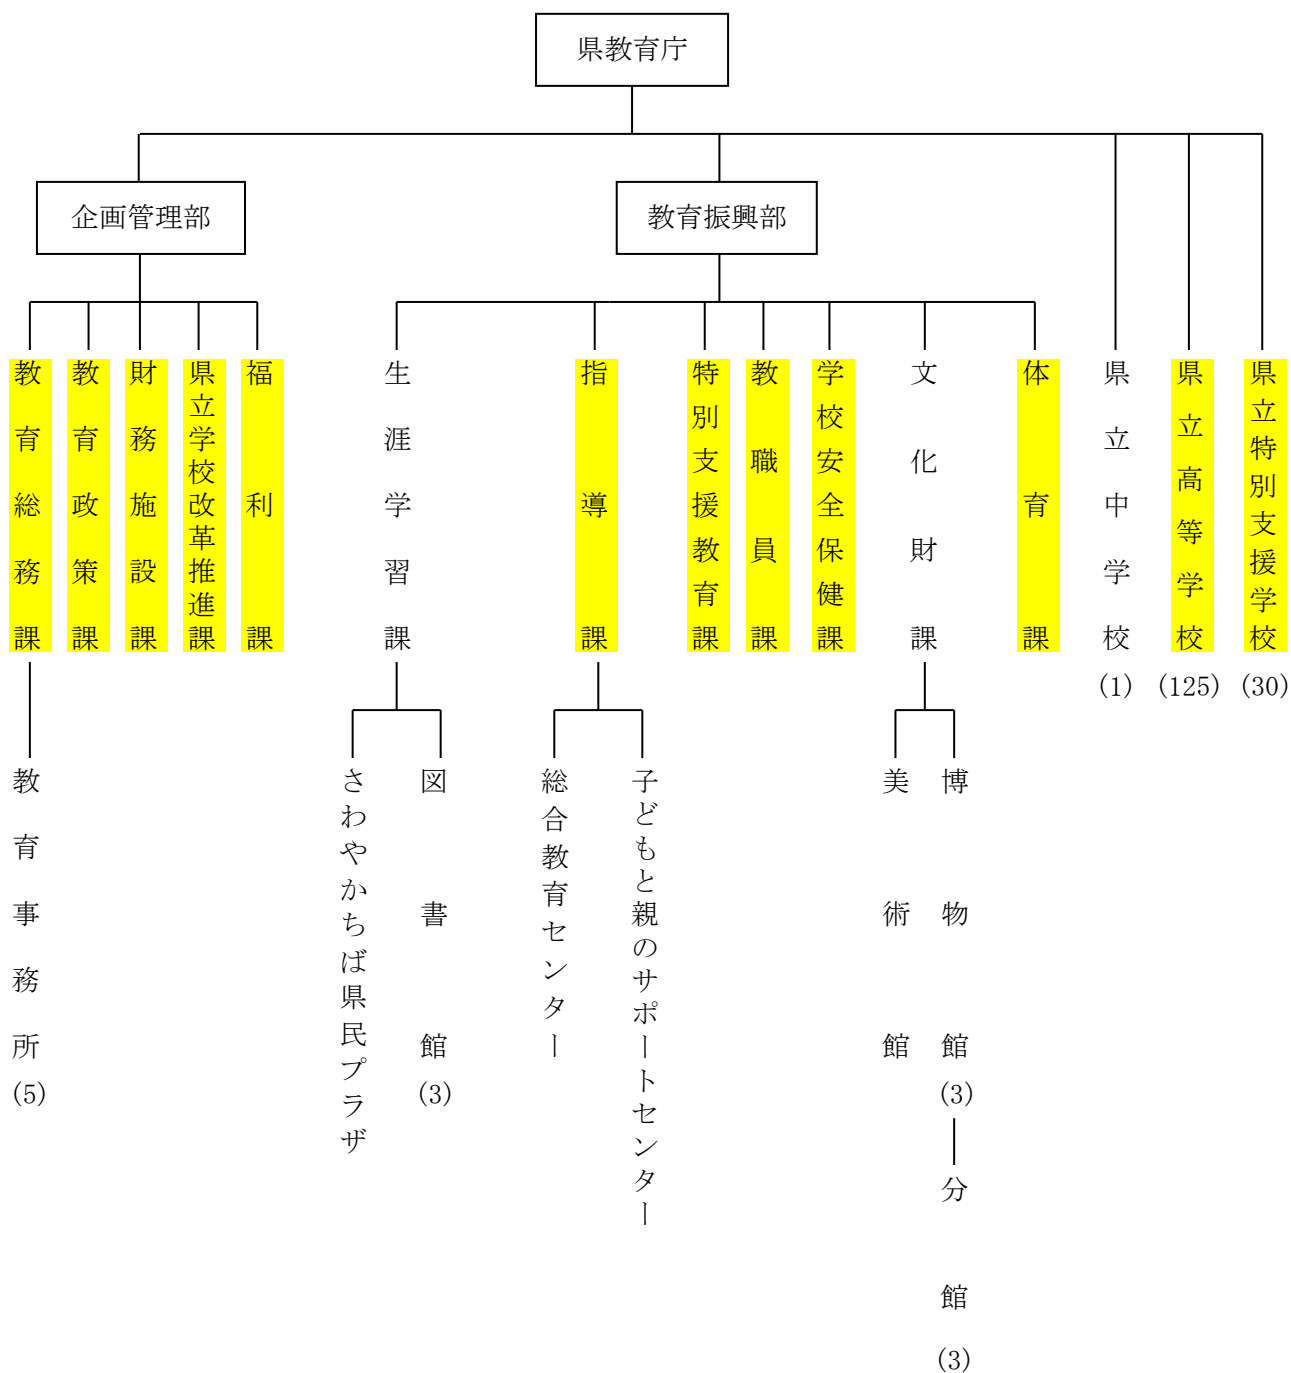 県教育庁
企画管理部
教育振興部
教育総務課
教育政策課
財務施設課
県立学校改革推進課
福利課
生涯学習課
指導課
特別支援教育課
教職員課
学校安全保健課
文化財課
体育課
県立中学校
(1)
県立高等学校
(125)
県立特別支援学校
(30)
教育事務所
(5)
さわやかちば県民プラザ
図書館
(3)
総合教育センター
子どもと親のサポートセンター
美術館
博物館
(3)
分館
(3)